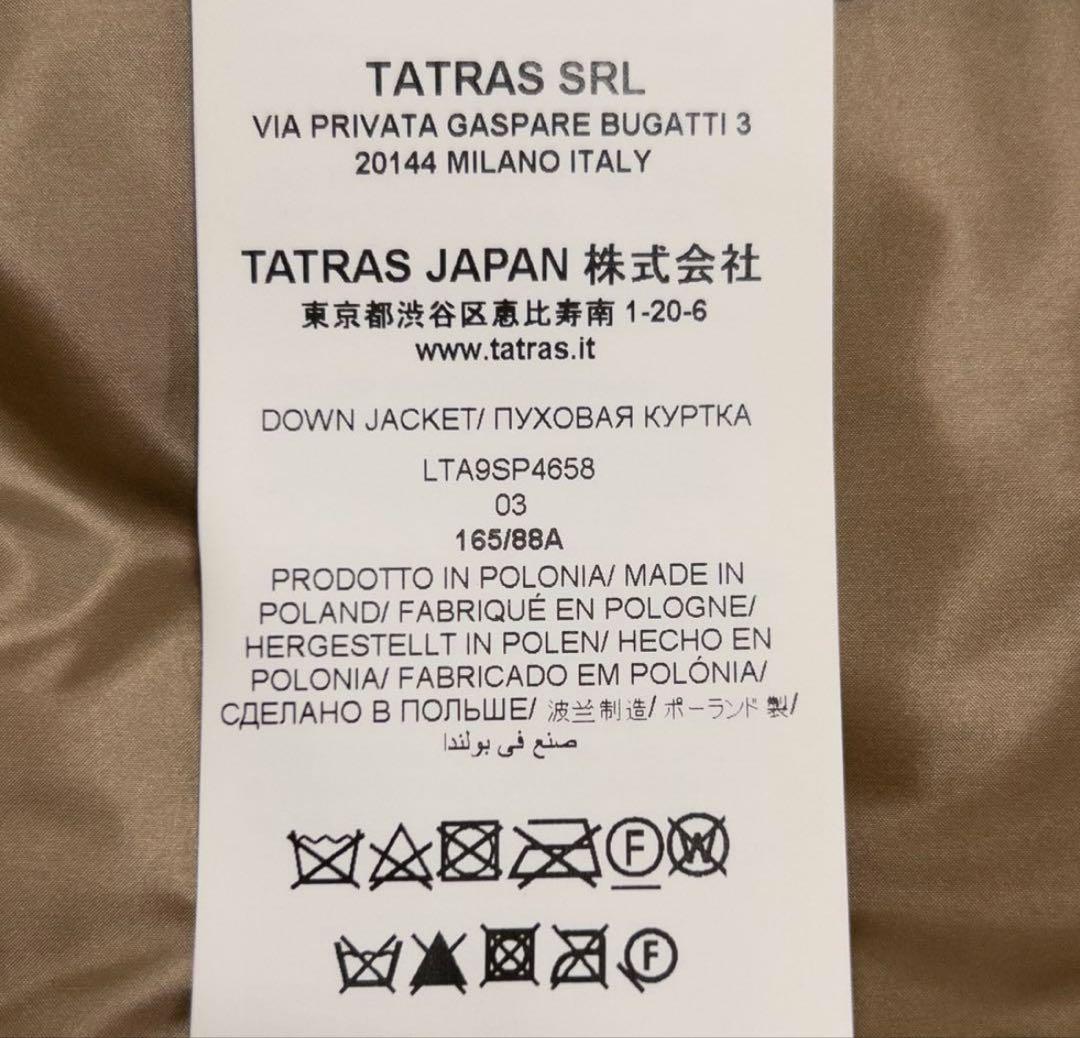 TATRAS SRL
VIA PRIVATA GASPARE BUGATTI 3
20144 MILANO ITALY
TATRAS JAPAN 株式会社
東京都渋谷区恵比寿南 1-20-6
www.tatras.it
DOWN JACKET/ ПУХОВАЯ КУРТКА
LTA9SP4658
03
165/88A
PRODOTTO IN POLONIA/ MADE IN
POLAND/ FABRIQUÉ EN POLOGNE/
HERGESTELLT IN POLEN/ HECHO EN
POLONIA/ FABRICADO EM POLÓNIA/
СДЕЛАНО В ПОЛЬШЕ/ 波兰制造/ ポーランド 製/
صنع في بولندا
F W
F